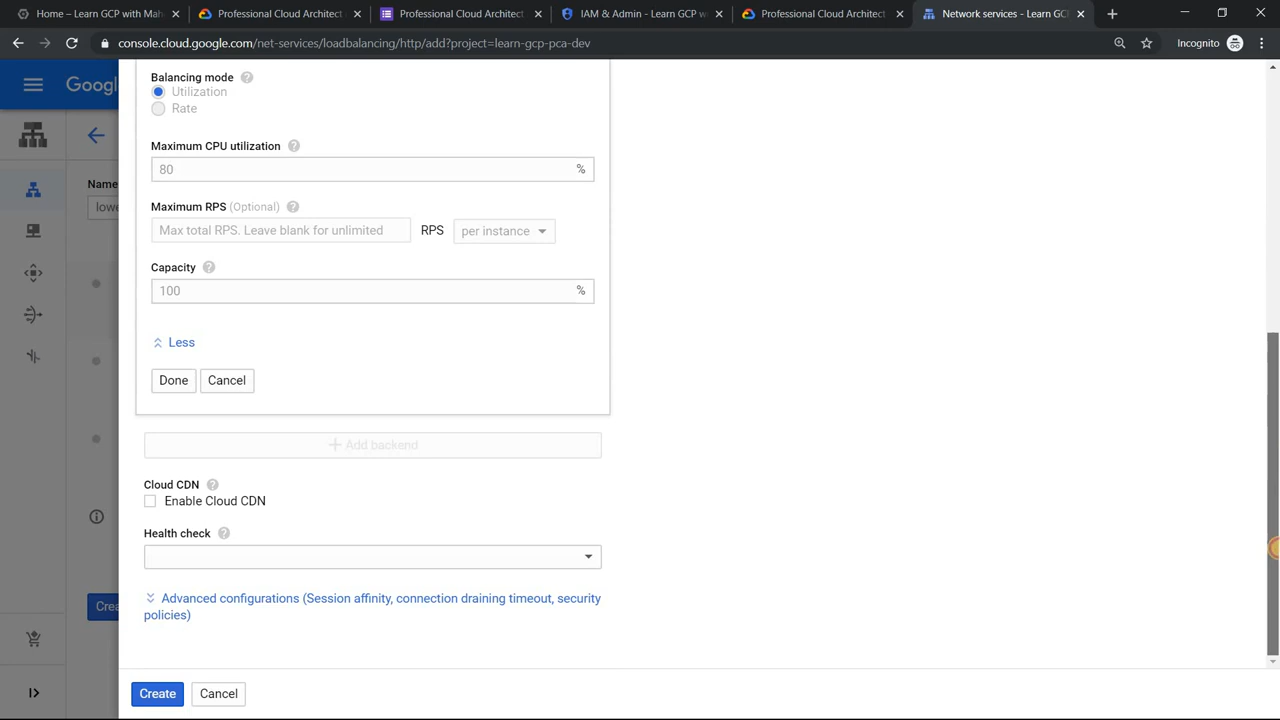 Home – Learn GCP with Mah
Professional Cloud Architect
Professional Cloud Architect
IAM & Admin – Learn GCP w
Professional Cloud Architect
Network services – Learn GCP
console.cloud.google.com/net-services/loadbalancing/http/add?project=learn-gcp-pca-dev
Incognito
Google
Balancing mode
Utilization
Rate
Maximum CPU utilization
80 %
Name
lowe
Maximum RPS (Optional)
Max total RPS. Leave blank for unlimited RPS per instance
Capacity
100 %
Less
Done Cancel
+ Add backend
Cloud CDN
Enable Cloud CDN
Health check
Advanced configurations (Session affinity, connection draining timeout, security
policies)
Crea
Create Cancel